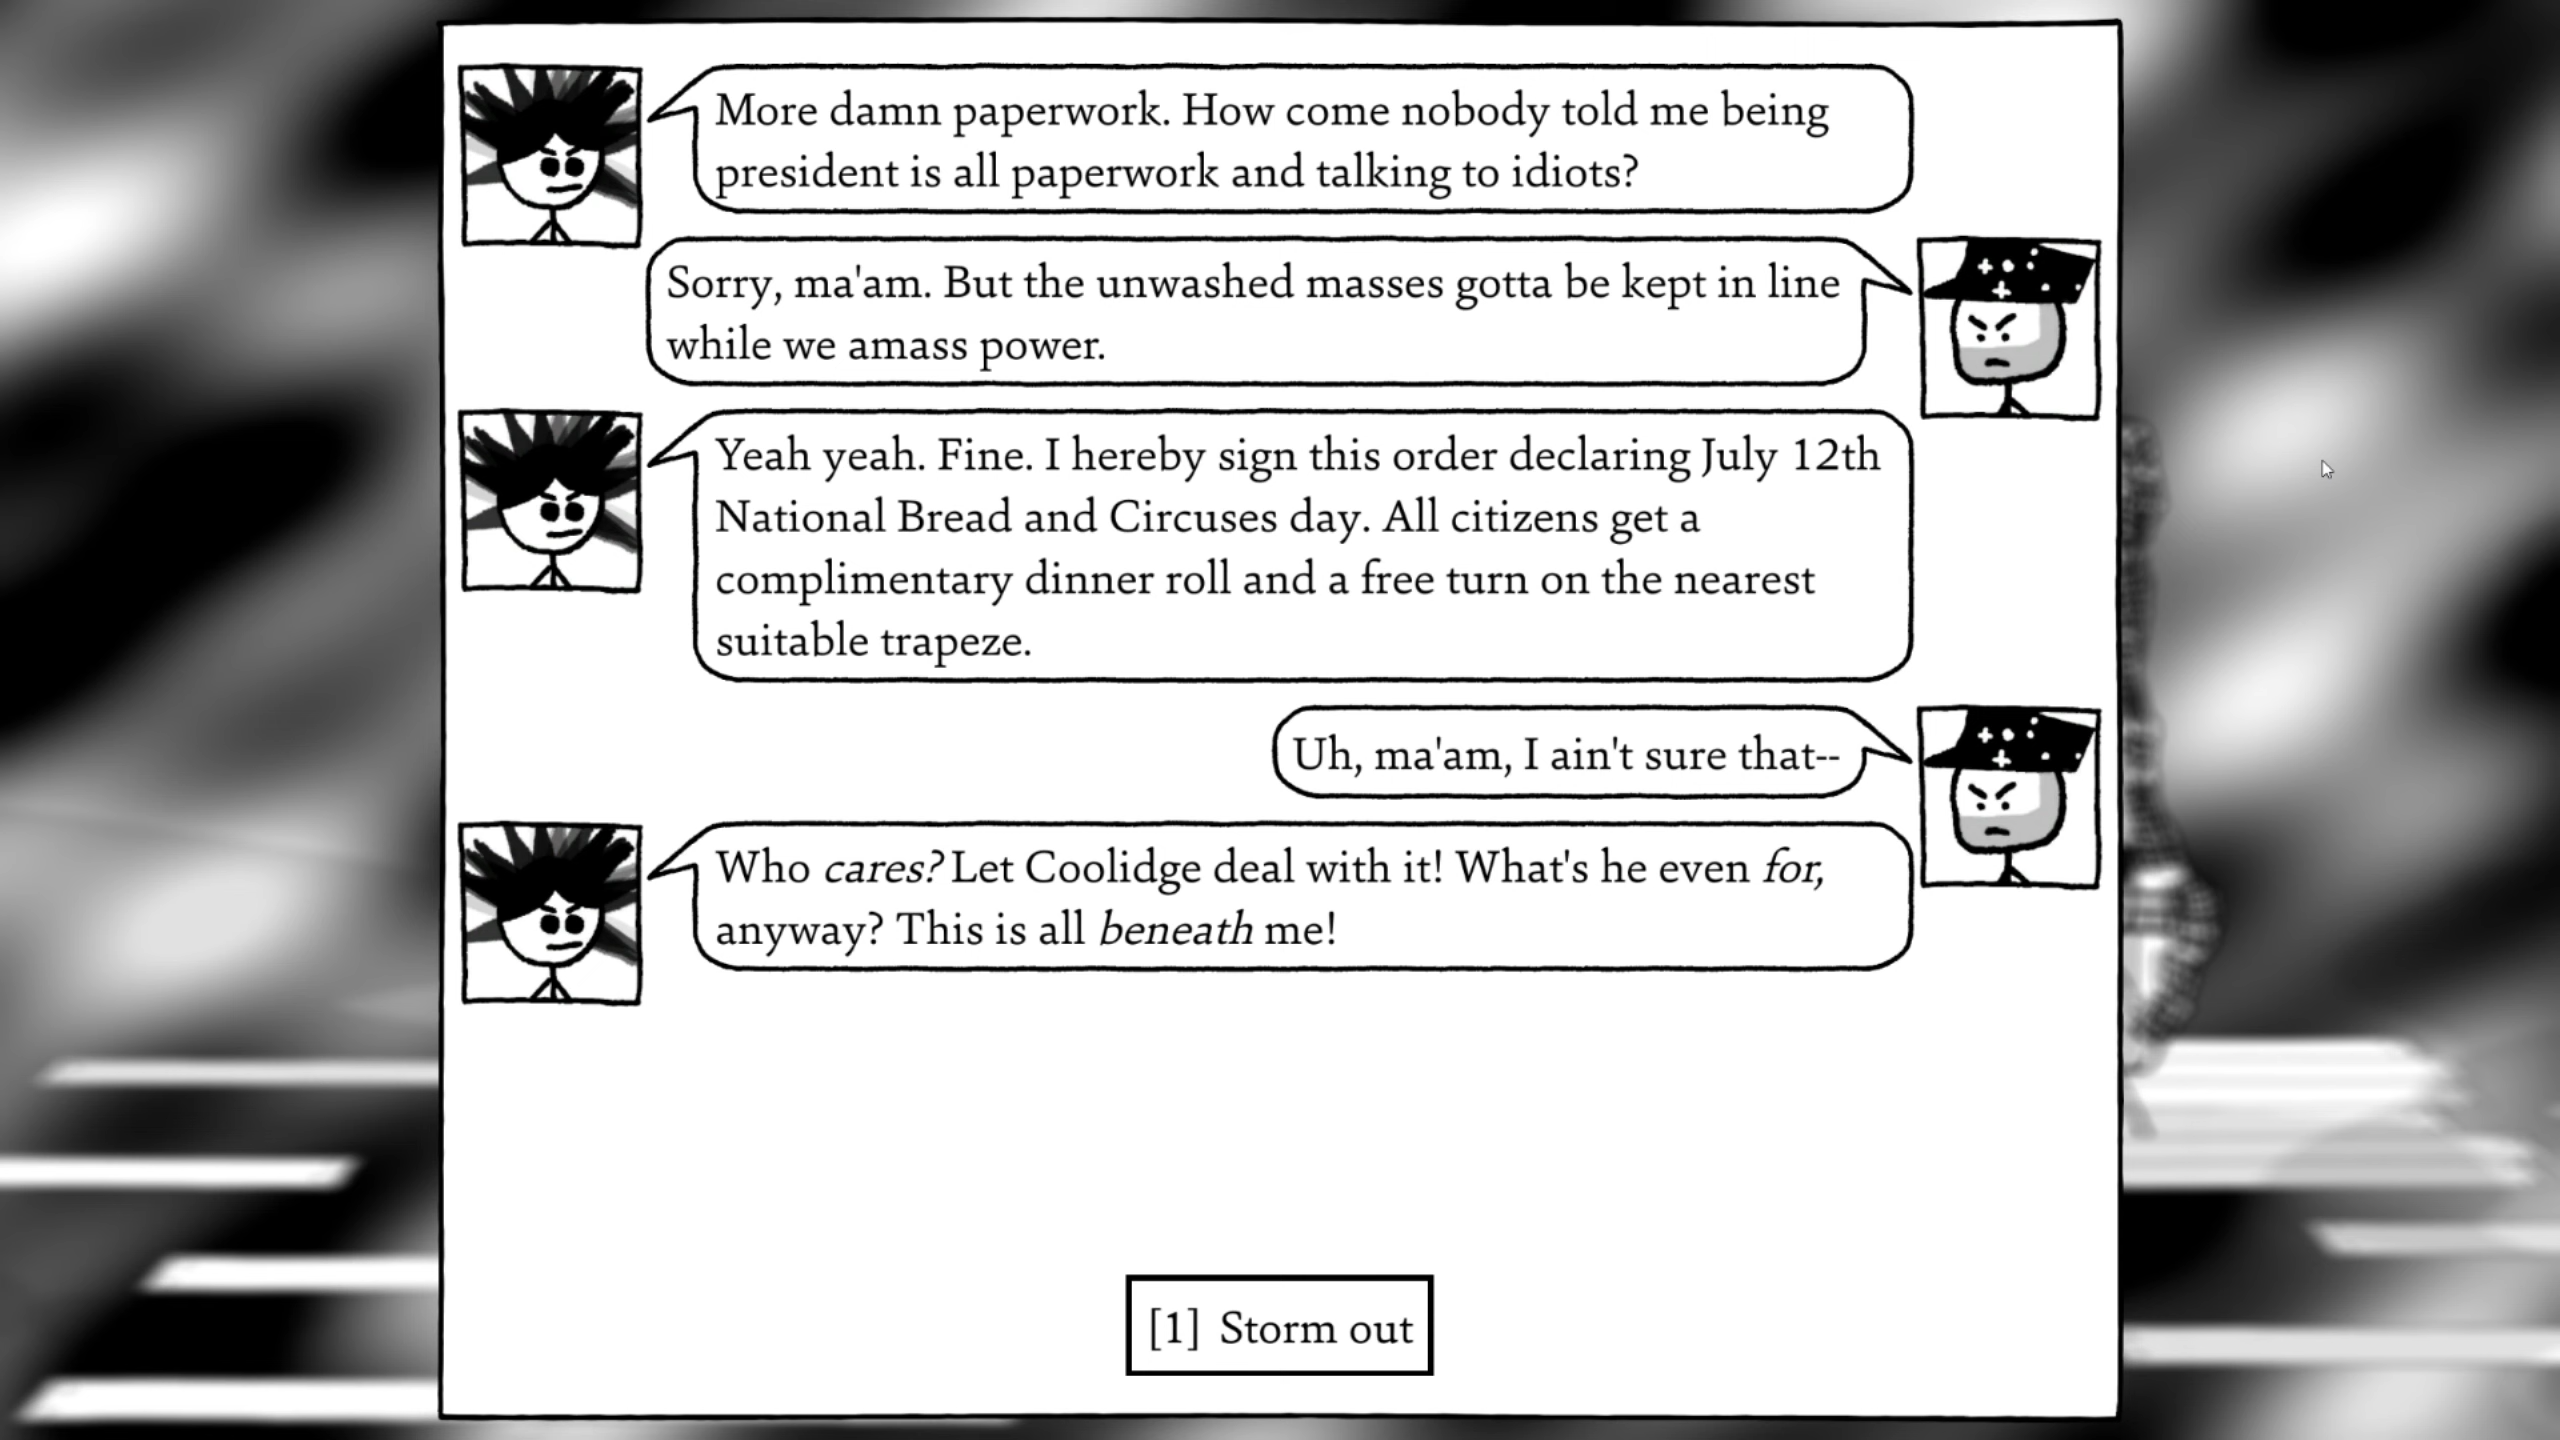 More damn paperwork. How come nobody told me being
president is all paperwork and talking to idiots?
Sorry, ma'am. But the unwashed masses gotta be kept in line
while we amass power.
Yeah yeah. Fine. I hereby sign this order declaring July 12th
National Bread and Circuses day. All citizens get a
complimentary dinner roll and a free turn on the nearest
suitable trapeze.
Uh, ma'am, I ain't sure that--
Who cares? Let Coolidge deal with it! What's he even for,
anyway? This is all beneath me!
[1] Storm out